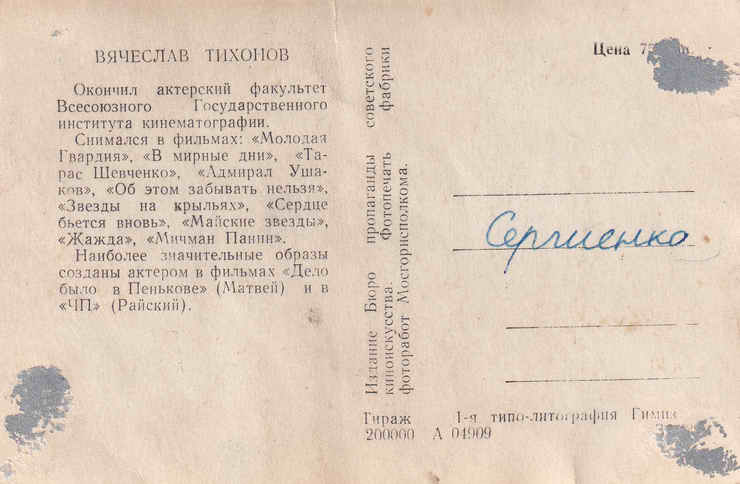 ВЯЧЕСЛАВ ТИХОНОВ
Окончил актерский факультет
Всесоюзного Государственного
института кинематографии.
Снимался в фильмах: «Молодая
Гвардия», «В мирные дни», «Та-
рас Шевченко», «Адмирал Уша-
ков», «Об этом забывать нельзя»,
«Звезды на крыльях», «Сердце
бьется вновь», «Майские звезды»,
«Жажда», «Мичман Панин».
Наиболее значительные образы
созданы актером в фильмах «Дело
было в Пенькове» (Матвей) и в
«ЧП» (Райский).
Издание Бюро пропаганды советского
киноискусства. Фотопечать фабрики
фоторабот Мосгорисполкома.
Цена
Сергиенко
Тираж 1-я типо-литография
200000 А 04909